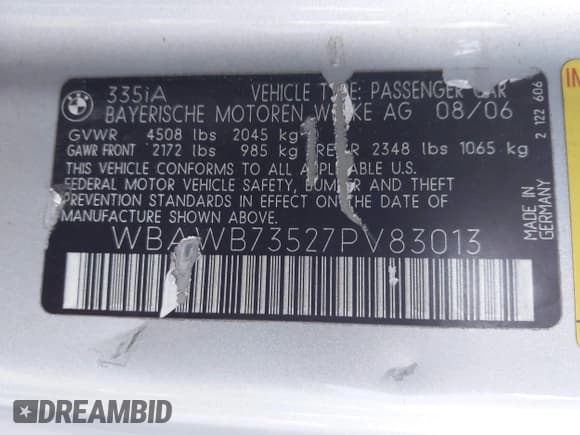 335iA VEHICLE TYPE: PASSENGER CAR
BAYERISCHE MOTOREN WERKE AG 08/06
GVWR 4508 lbs 2045 kg
GAWR FRONT 2172 lbs 985 kg REAR 2348 lbs 1065 kg
THIS VEHICLE CONFORMS TO ALL APPLICABLE U.S.
FEDERAL MOTOR VEHICLE SAFETY, BUMPER AND THEFT
PREVENTION STANDARDS IN EFFECT ON THE DATE OF
MANUFACTURE SHOWN ABOVE.
WBAWB73527PV83013
MADE IN
GERMANY
2 122 606
DREAMBID